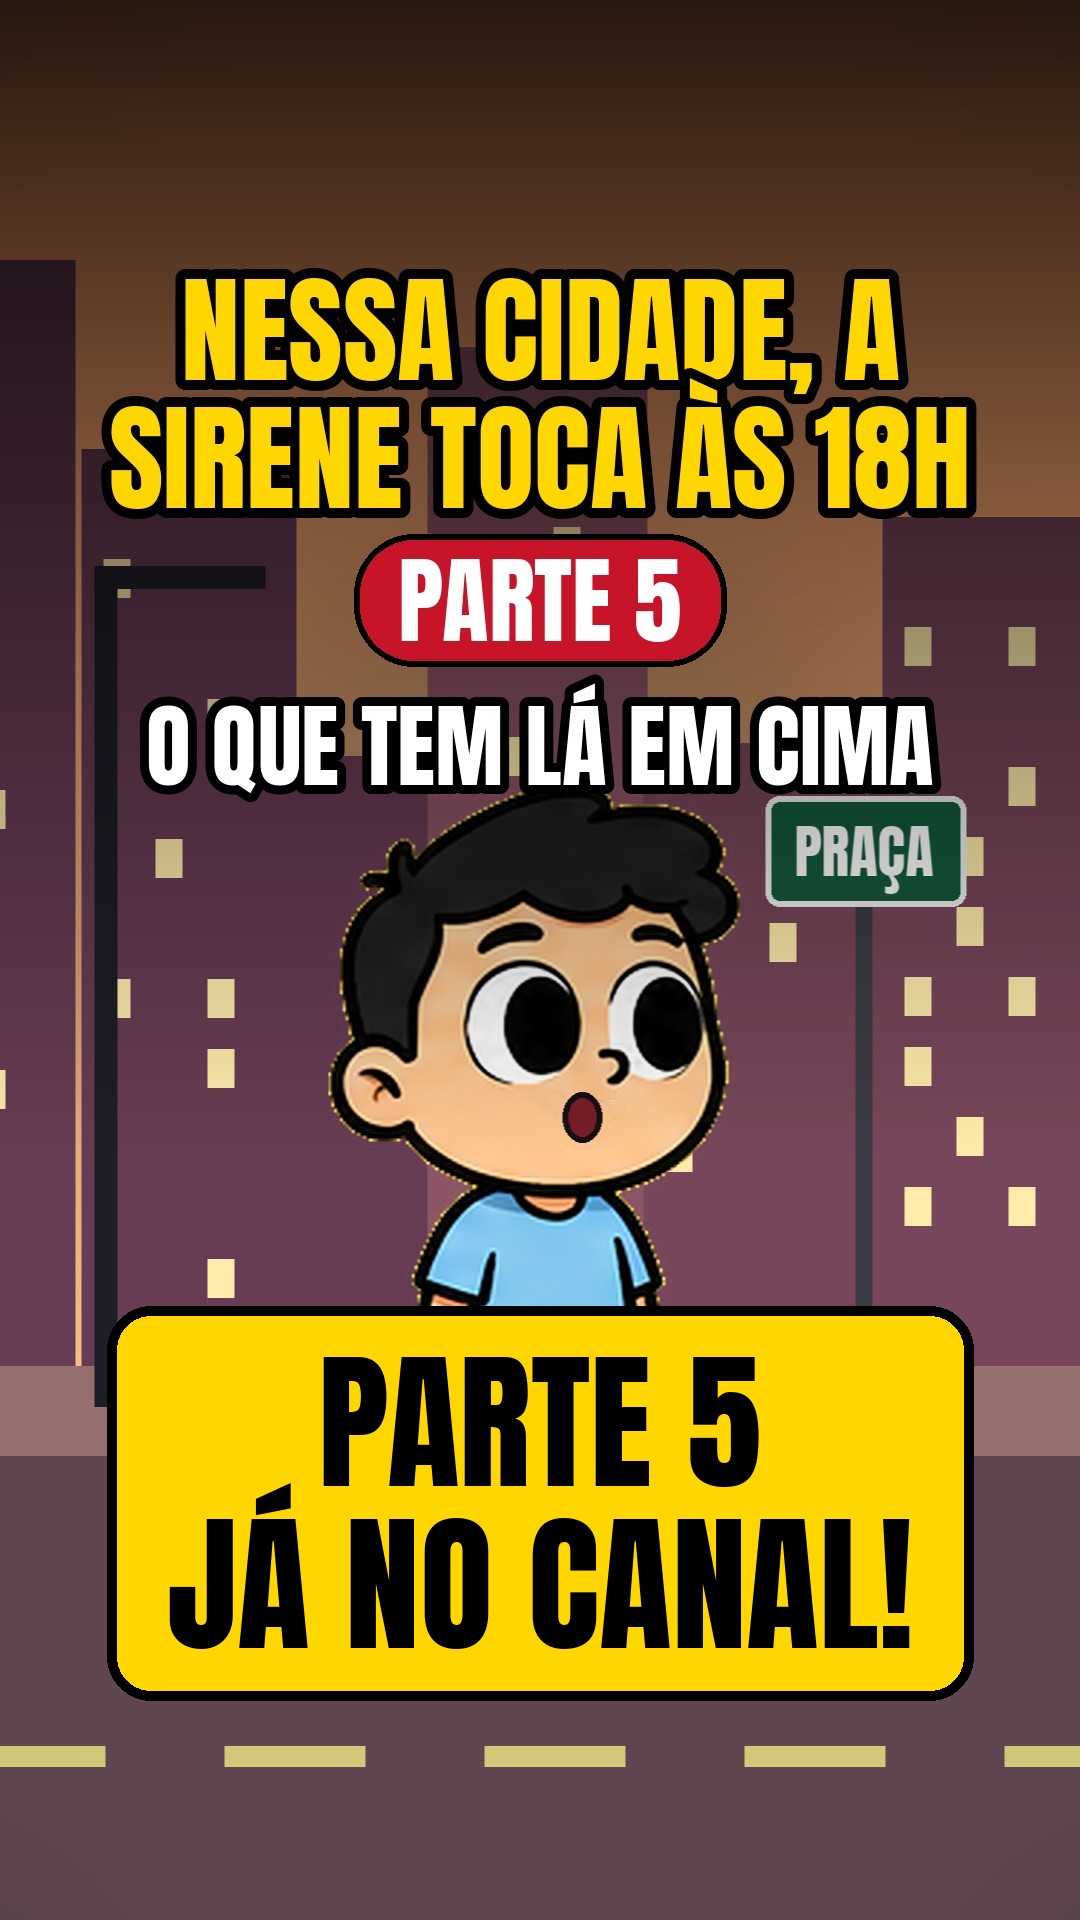 NESSA CIDADE, A
SIRENE TOCA ÀS 18H
PARTE 5
O QUE TEM LÁ EM CIMA
PRAÇA
PARTE 5
JÁ NO CANAL!